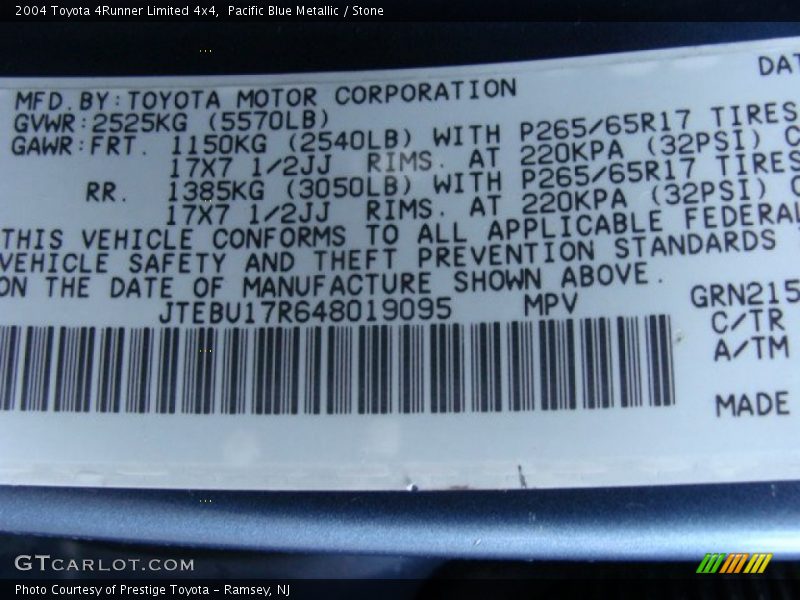 2004 Toyota 4Runner Limited 4x4,  Pacific Blue Metallic / Stone
MFD.BY:TOYOTA MOTOR CORPORATION
GVWR:2525KG (5570LB)
GAWR:FRT. 1150KG (2540LB) WITH P265/65R17 TIRES
17X7 1/2JJ RIMS. AT 220KPA (32PSI) C
RR. 1385KG (3050LB) WITH P265/65R17 TIRES
17X7 1/2JJ RIMS. AT 220KPA (32PSI) C
THIS VEHICLE CONFORMS TO ALL APPLICABLE FEDERAL
VEHICLE SAFETY AND THEFT PREVENTION STANDARDS
ON THE DATE OF MANUFACTURE SHOWN ABOVE.
JTEBU17R648019095 MPV
DAT
GRN215
C/TR
A/TM
MADE
GTCARLOT.COM
Photo Courtesy of Prestige Toyota - Ramsey, NJ